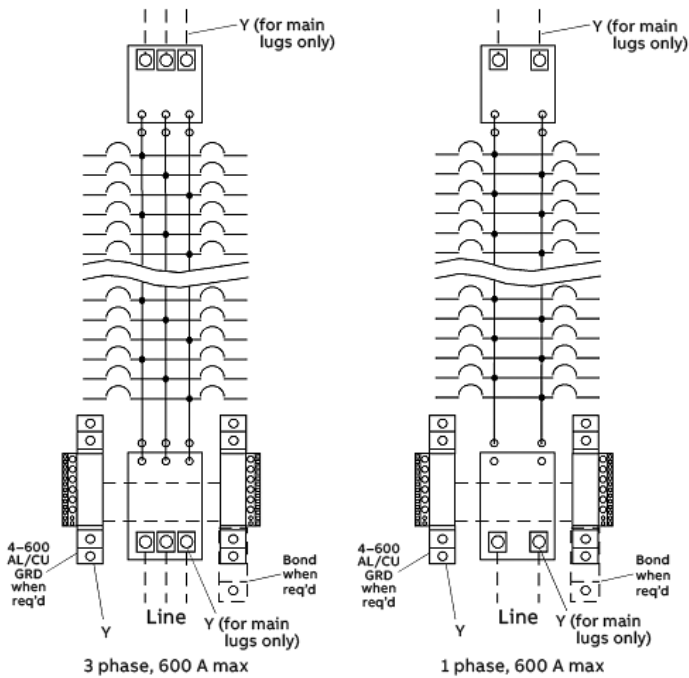 Y (for main
lugs only)
Y (for main
lugs only)
4–600
AL/CU
GRD
when
req'd
Y
Line
Y (for main
lugs only)
Bond
when
req'd
3 phase, 600 A max
4–600
AL/CU
GRD
when
req'd
Y
Line
Y (for main
lugs only)
Bond
when
req'd
1 phase, 600 A max